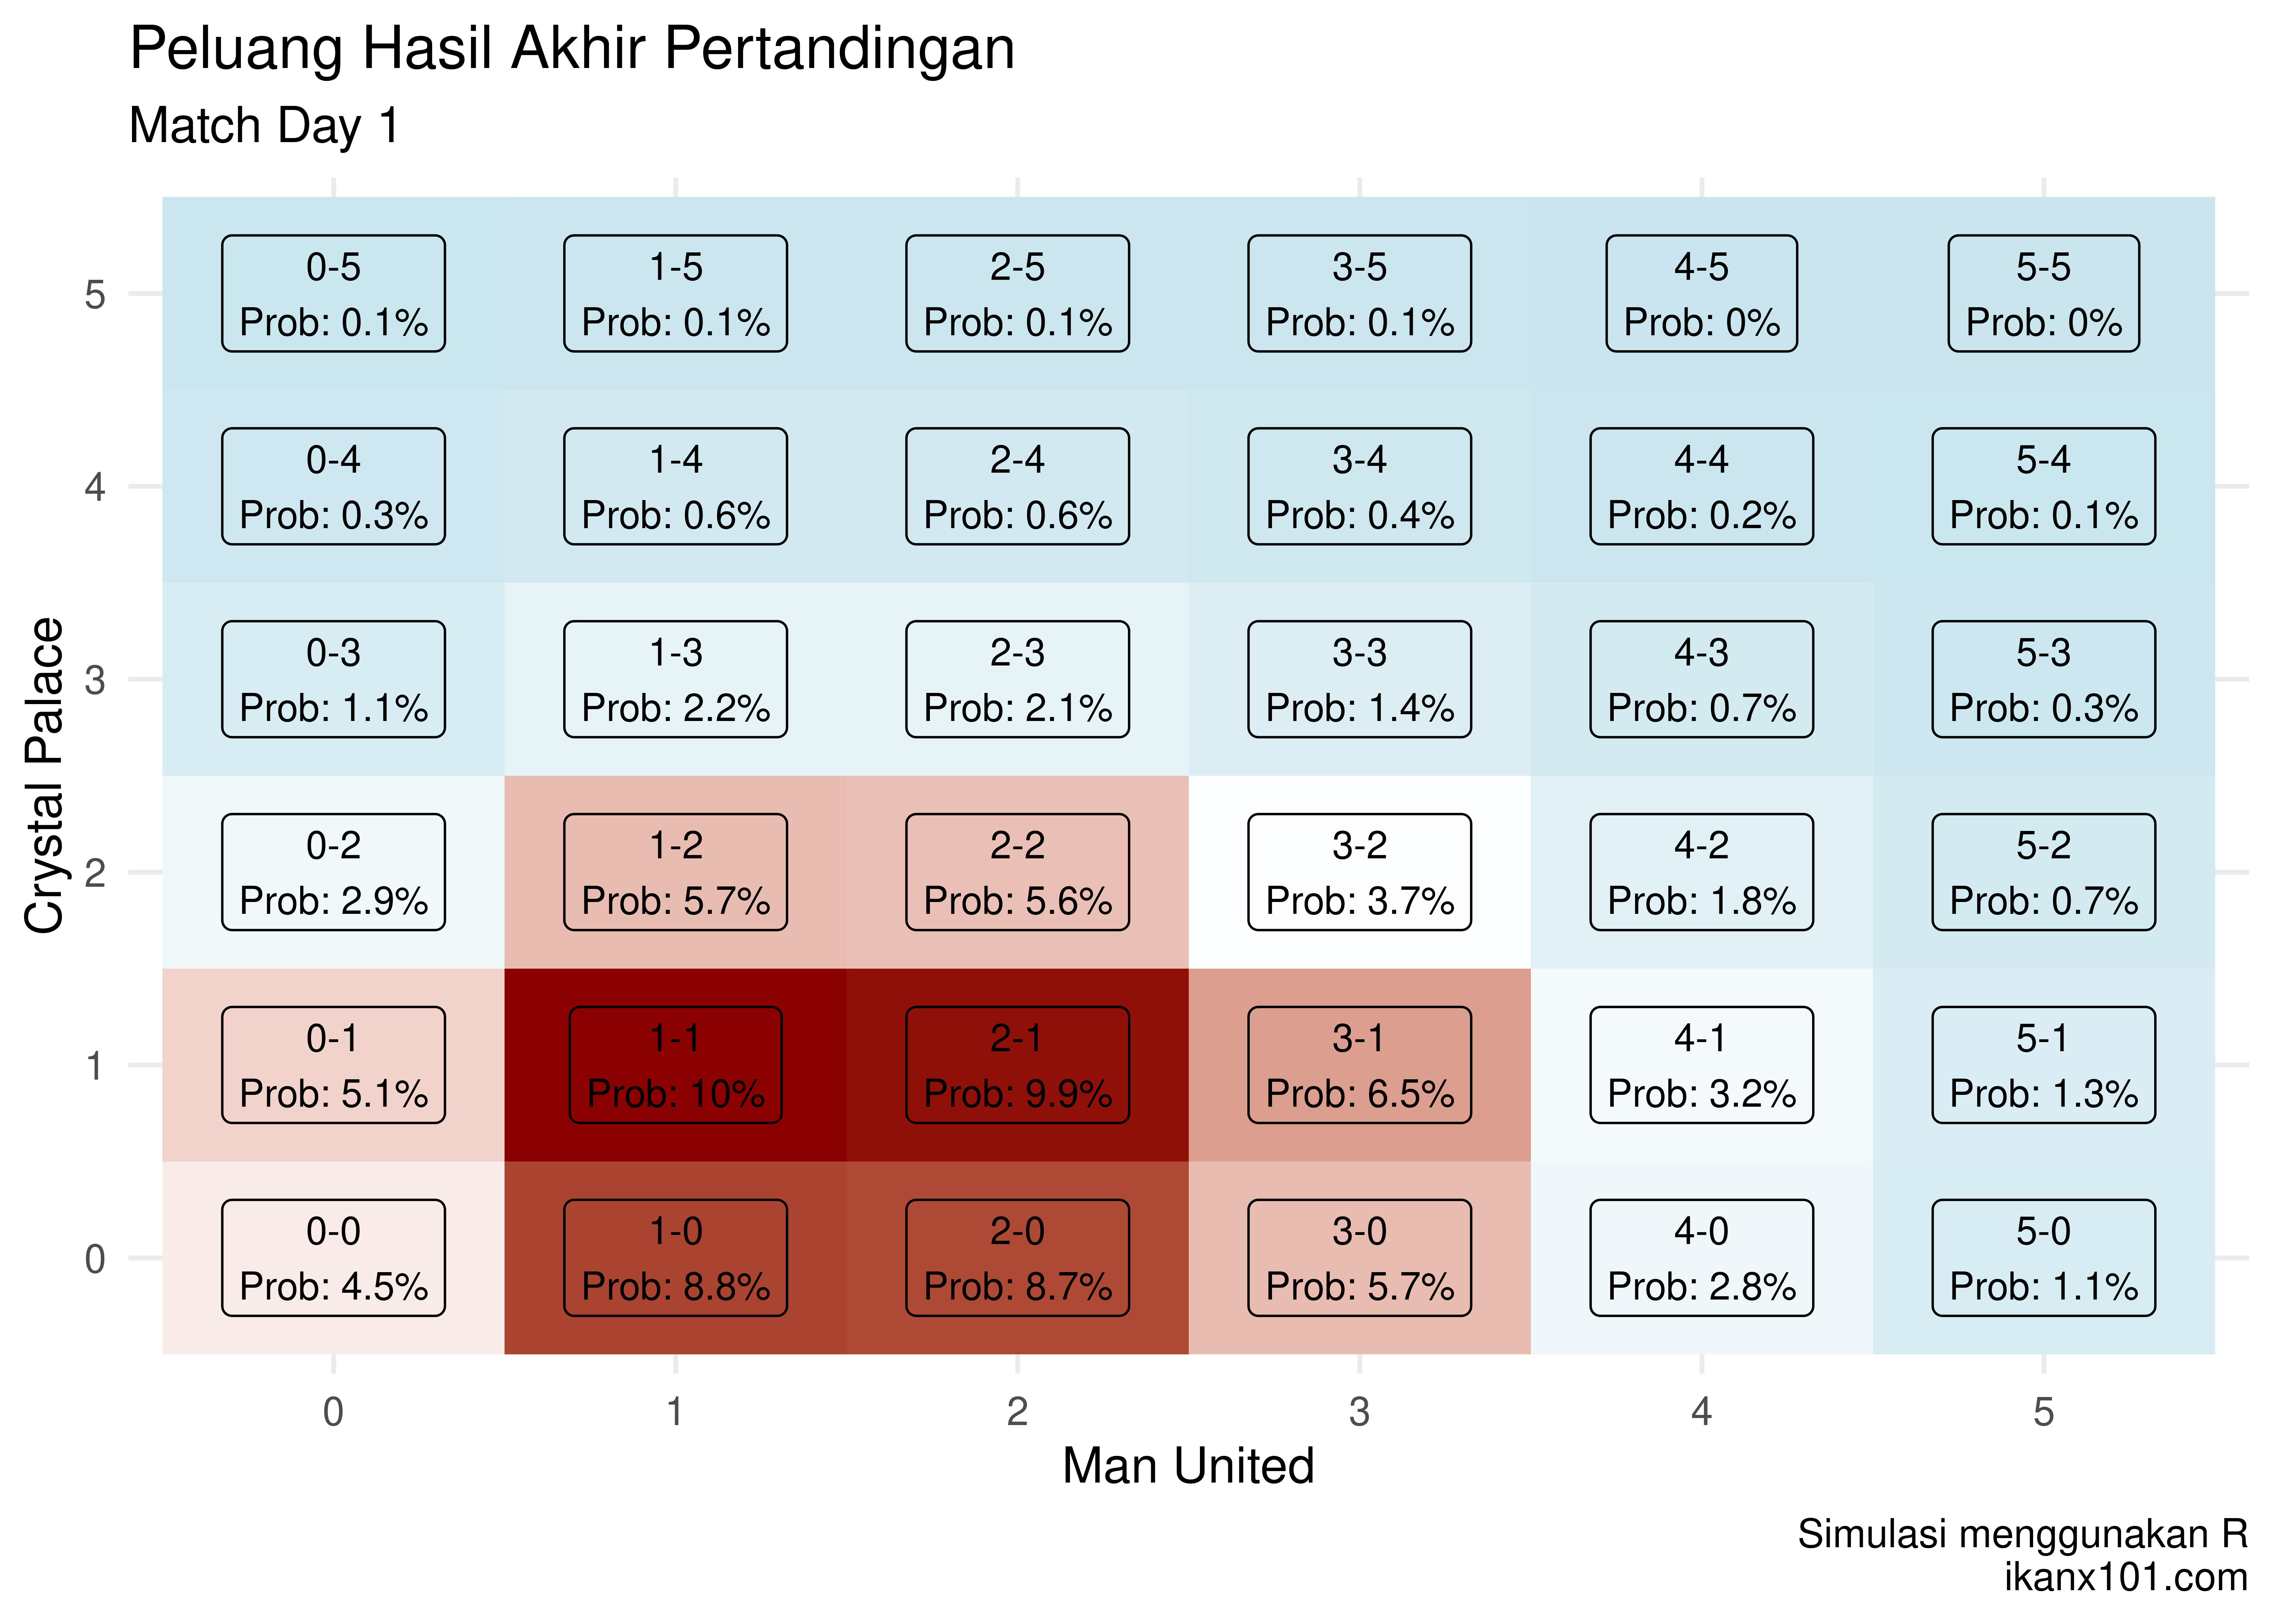 Peluang Hasil Akhir Pertandingan
Match Day 1
5
0-5
Prob: 0.1%
1-5
Prob: 0.1%
2-5
Prob: 0.1%
3-5
Prob: 0.1%
4-5
Prob: 0%
5-5
Prob: 0%
4
0-4
Prob: 0.3%
1-4
Prob: 0.6%
2-4
Prob: 0.6%
3-4
Prob: 0.4%
4-4
Prob: 0.2%
5-4
Prob: 0.1%
3
0-3
Prob: 1.1%
1-3
Prob: 2.2%
2-3
Prob: 2.1%
3-3
Prob: 1.4%
4-3
Prob: 0.7%
5-3
Prob: 0.3%
Crystal Palace
2
0-2
Prob: 2.9%
1-2
Prob: 5.7%
2-2
Prob: 5.6%
3-2
Prob: 3.7%
4-2
Prob: 1.8%
5-2
Prob: 0.7%
1
0-1
Prob: 5.1%
1-1
Prob: 10%
2-1
Prob: 9.9%
3-1
Prob: 6.5%
4-1
Prob: 3.2%
5-1
Prob: 1.3%
0
0-0
Prob: 4.5%
1-0
Prob: 8.8%
2-0
Prob: 8.7%
3-0
Prob: 5.7%
4-0
Prob: 2.8%
5-0
Prob: 1.1%
0 1 2 3 4 5
Man United
Simulasi menggunakan R
ikanx101.com